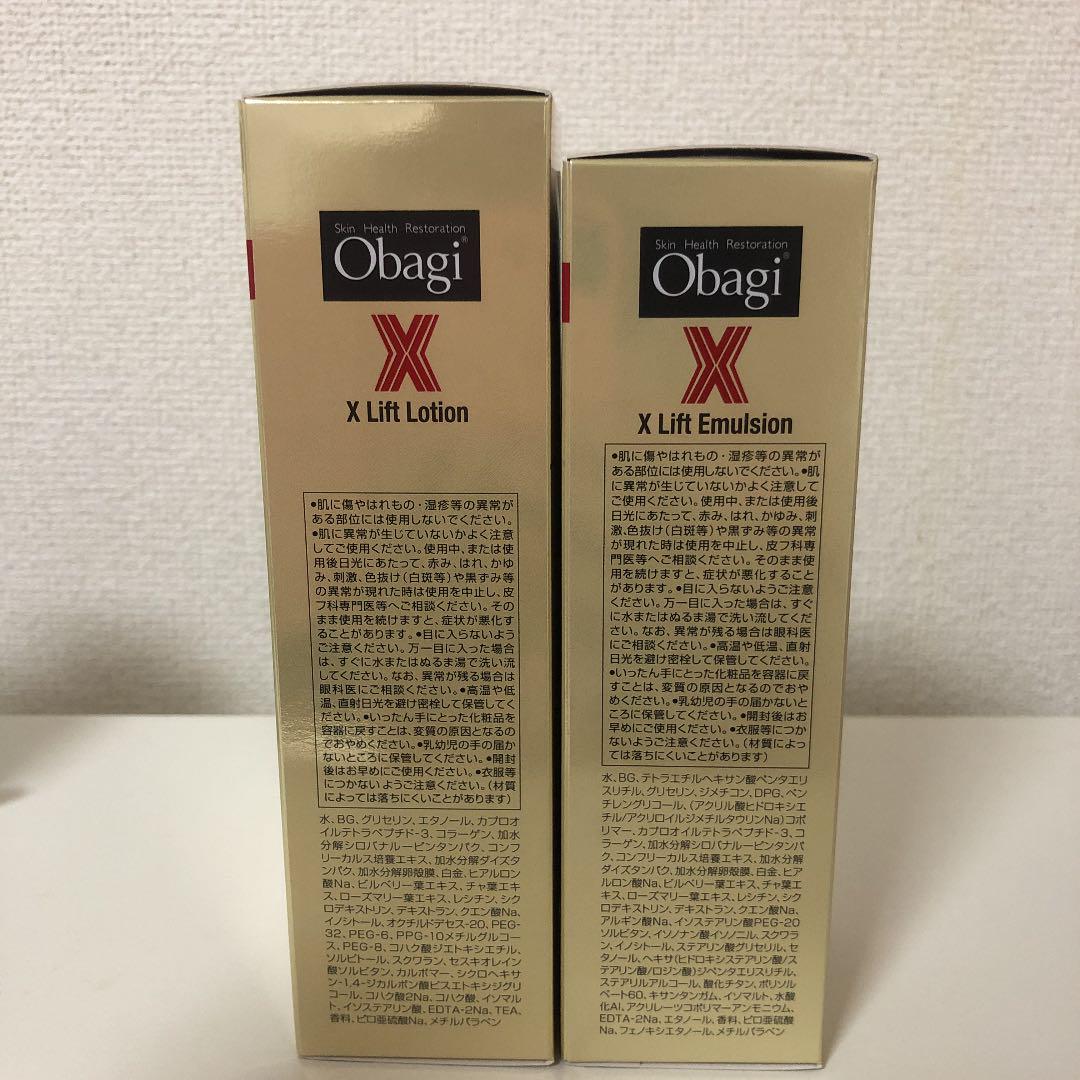 Skin Health Restoration
Obagi®
X
X Lift Lotion
●肌に傷やはれもの・湿疹等の異常が
ある部位には使用しないでください。
●肌に異常が生じていないかよく注意
してご使用ください。使用中、または使
用後日光にあたって、赤み、はれ、かゆ
み、刺激、色抜け(白斑等)や黒ずみ等
の異常が現れた時は使用を中止し、皮
フ科専門医等へご相談ください。その
まま使用を続けますと、症状が悪化す
ることがあります。●目に入らないよう
ご注意ください。万一目に入った場合
は、すぐに水またはぬるま湯で洗い流
してください。なお、異常が残る場合は
眼科医にご相談ください。●高温や低
温、直射日光を避け密栓して保管してく
ださい。●いったん手にとった化粧品を
容器に戻すことは、変質の原因となるの
でおやめください。●乳幼児の手の届か
ないところに保管してください。●開封
後はお早めにご使用ください。●衣服等
につかない ようご注意ください。(材質
によっては落ちにくいことがあります)
水、BG、グリセリン、エタノール、カプロオ
イルテトラペプチド-3、コラーゲン、加水
分解シロバナルーピンタンパク、コンフ
リーカルス培養エキス、加水分解ダイズタ
ンパク、加水分解卵殻膜、白金、ヒアルロン
酸Na、ビルベリー葉エキス、チャ葉エキ
ス、ローズマリー葉エキス、レシチン、シク
ロデキストリン、デキストラン、クエン酸Na、
イノシトール、オクチルドデセス-20、PEG-
32、PEG-6、PPG-10メチルグルコー
ス、PEG-8、コハク酸ジエトキシエチル、
ソルビトール、スクワラン、セスキオレイン
酸ソルビタン、カルボマー、シクロヘキサ
ン-1,4-ジカルボン酸ビスエトキシジグリ
コール、コハク酸2Na、コハク酸、イソマル
ト、イソステアリン酸、EDTA-2Na、TEA、
香料、ピロ亜硫酸Na、メチルパラベン
Skin Health Restoration
Obagi®
X
X Lift Emulsion
●肌に傷やはれもの・湿疹等の異常が
ある部位には使用しないでください。●肌
に異常が生じていないかよく注意して
ご使用ください。使用中、または使用後
日光にあたって、赤み、はれ、かゆみ、刺
激、色抜け(白斑等)や黒ずみ等の異常
が現れた時は使用を中止し、皮フ科専
門医等へご相談ください。そのまま使
用を続けますと、症状が悪化すること
があります。●目に入らないようご注意
ください。万一目に入った場合は、すぐ
に水またはぬるま湯で洗い流してくだ
さい。なお、異常が残る場合は眼科医
にご相談ください。●高温や低温、直射
日光を避け密栓して保管してください。
●いったん手にとった化粧品を容器に戻
すことは、変質の原因となるのでおや
めください。●乳幼児の手の届かないと
ころに保管してください。●開封後はお
早めにご使用ください。●衣服等につか
ないようご注意ください。(材質によっ
ては落ちにくいことがあります)
水、BG、テトラエチルヘキサン酸ペンタエリ
スリチル、グリセリン、ジメチコン、DPG、ペン
チレングリコール、(アクリル酸ヒドロキシエ
チル/アクリロイルジメチルタウリンNa)コポ
リマー、カプロオイルテトラペプチド-3、コ
ラーゲン、加水分解シロバナルーピンタンパ
ク、コンフリーカルス培養エキス、加水分解
ダイズタンパク、加水分解卵殻膜、白金、ヒア
ルロン酸Na、ビルベリー葉エキス、チャ葉エ
キス、ローズマリー葉エキス、レシチン、シク
ロデキストリン、デキストラン、クエン酸Na、
アルギン酸Na、イソステアリン酸PEG-20
ソルビタン、イソノナン酸イソノニル、スクワラ
ン、イノシトール、ステアリン酸グリセリル、セ
タノール、ヘキサ(ヒドロキシステアリン酸/ス
テアリン酸/ロジン酸)ジペンタエリスリチル、
ステアリルアルコール、酸化チタン、ポリソル
ベート60、キサンタンガム、イソマルト、水酸
化Al、アクリレーツコポリマーアンモニウム、
EDTA-2Na、エタノール、香料、ピロ亜硫酸
Na、フェノキシエタノール、メチルパラベン